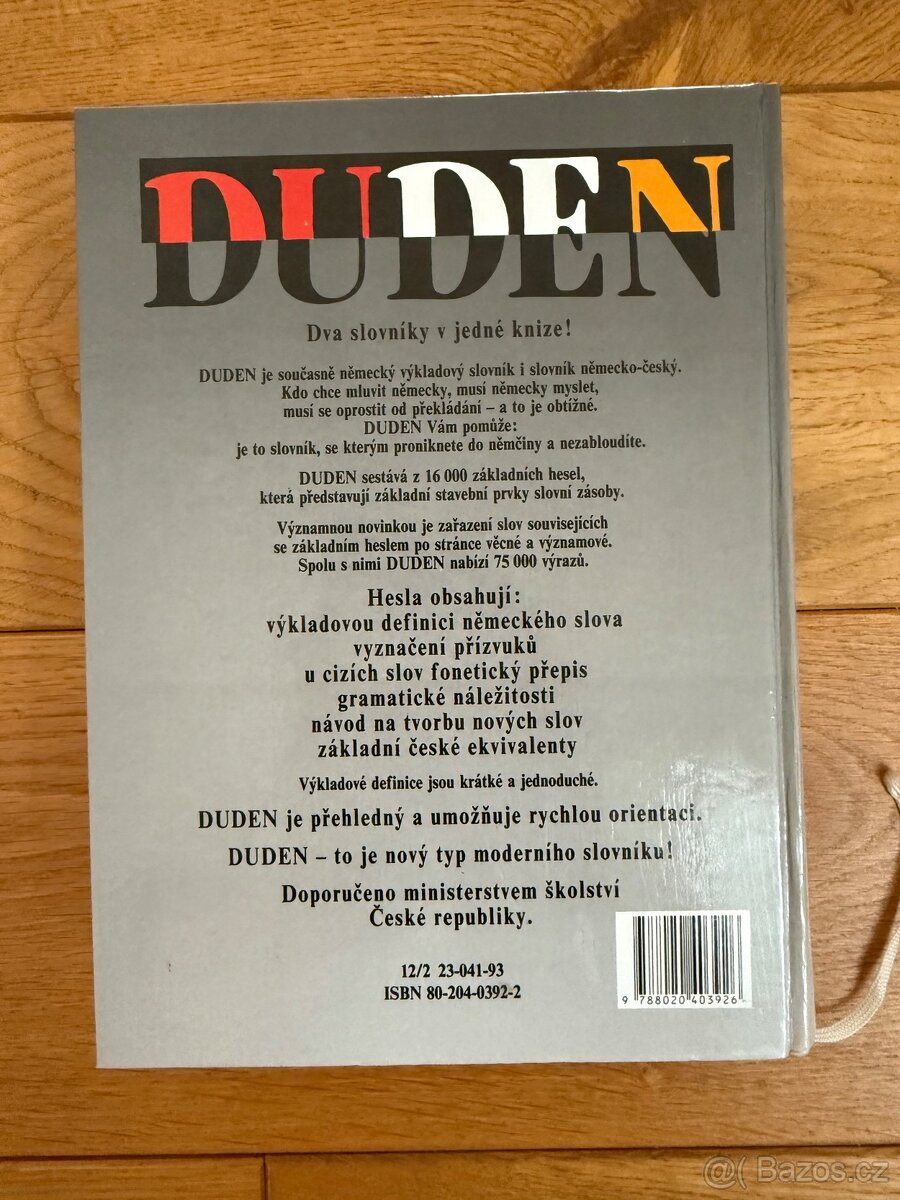 DUDEN
Dva slovníky v jedné knize!
DUDEN je současně německý výkladový slovník i slovník německo-český.
Kdo chce mluvit německy, musí německy myslet,
musí se oprostit od překládání – a to je obtížné.
DUDEN Vám pomůže:
je to slovník, se kterým proniknete do němčiny a nezabloudíte.
DUDEN sestává z 16 000 základních hesel,
která představují základní stavební prvky slovní zásoby.
Významnou novinkou je zařazení slov souvisejících
se základním heslem po stránce věcné a významové.
Spolu s nimi DUDEN nabízí 75 000 výrazů.
Hesla obsahují:
výkladovou definici německého slova
vyznačení přízvuků
u cizích slov fonetický přepis
gramatické náležitosti
návod na tvorbu nových slov
základní české ekvivalenty
Výkladové definice jsou krátké a jednoduché.
DUDEN je přehledný a umožňuje rychlou orientaci.
DUDEN – to je nový typ moderního slovníku!
Doporučeno ministerstvem školství
České republiky.
12/2 23-041-93
ISBN 80-204-0392-2
9 788020 403926
@( Bazos.cz